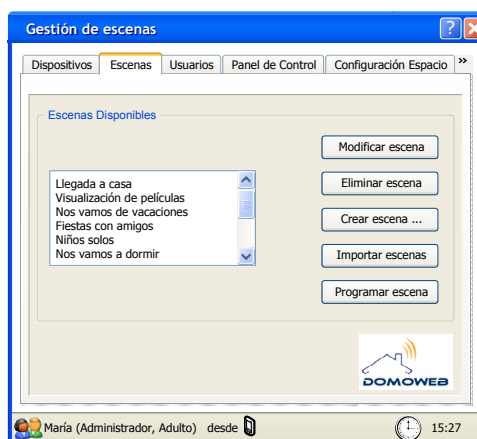 Gestión de escenas
?
Dispositivos Escenas Usuarios Panel de Control Configuración Espacio »
Escenas Disponibles
Llegada a casa
Visualización de películas
Nos vamos de vacaciones
Fiestas con amigos
Niños solos
Nos vamos a dormir
Modificar escena
Eliminar escena
Crear escena ...
Importar escenas
Programar escena
DOMOWEB
María (Administrador, Adulto) desde
15:27